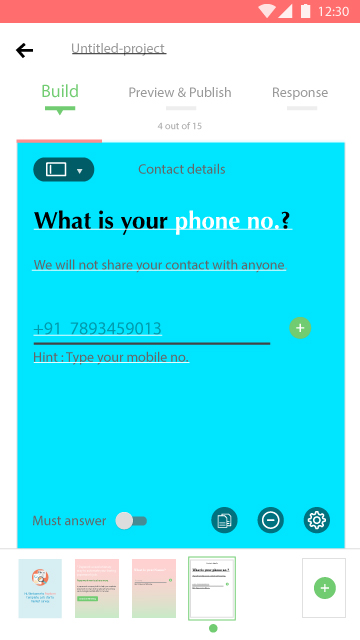 12:30
Untitled-project
Build
Preview & Publish
Response
4 out of 15
Contact details
What is your phone no.?
We will not share your contact with anyone
+91 7893459013
Hint : Type your mobile no.
Must answer
What is your phone no. ?